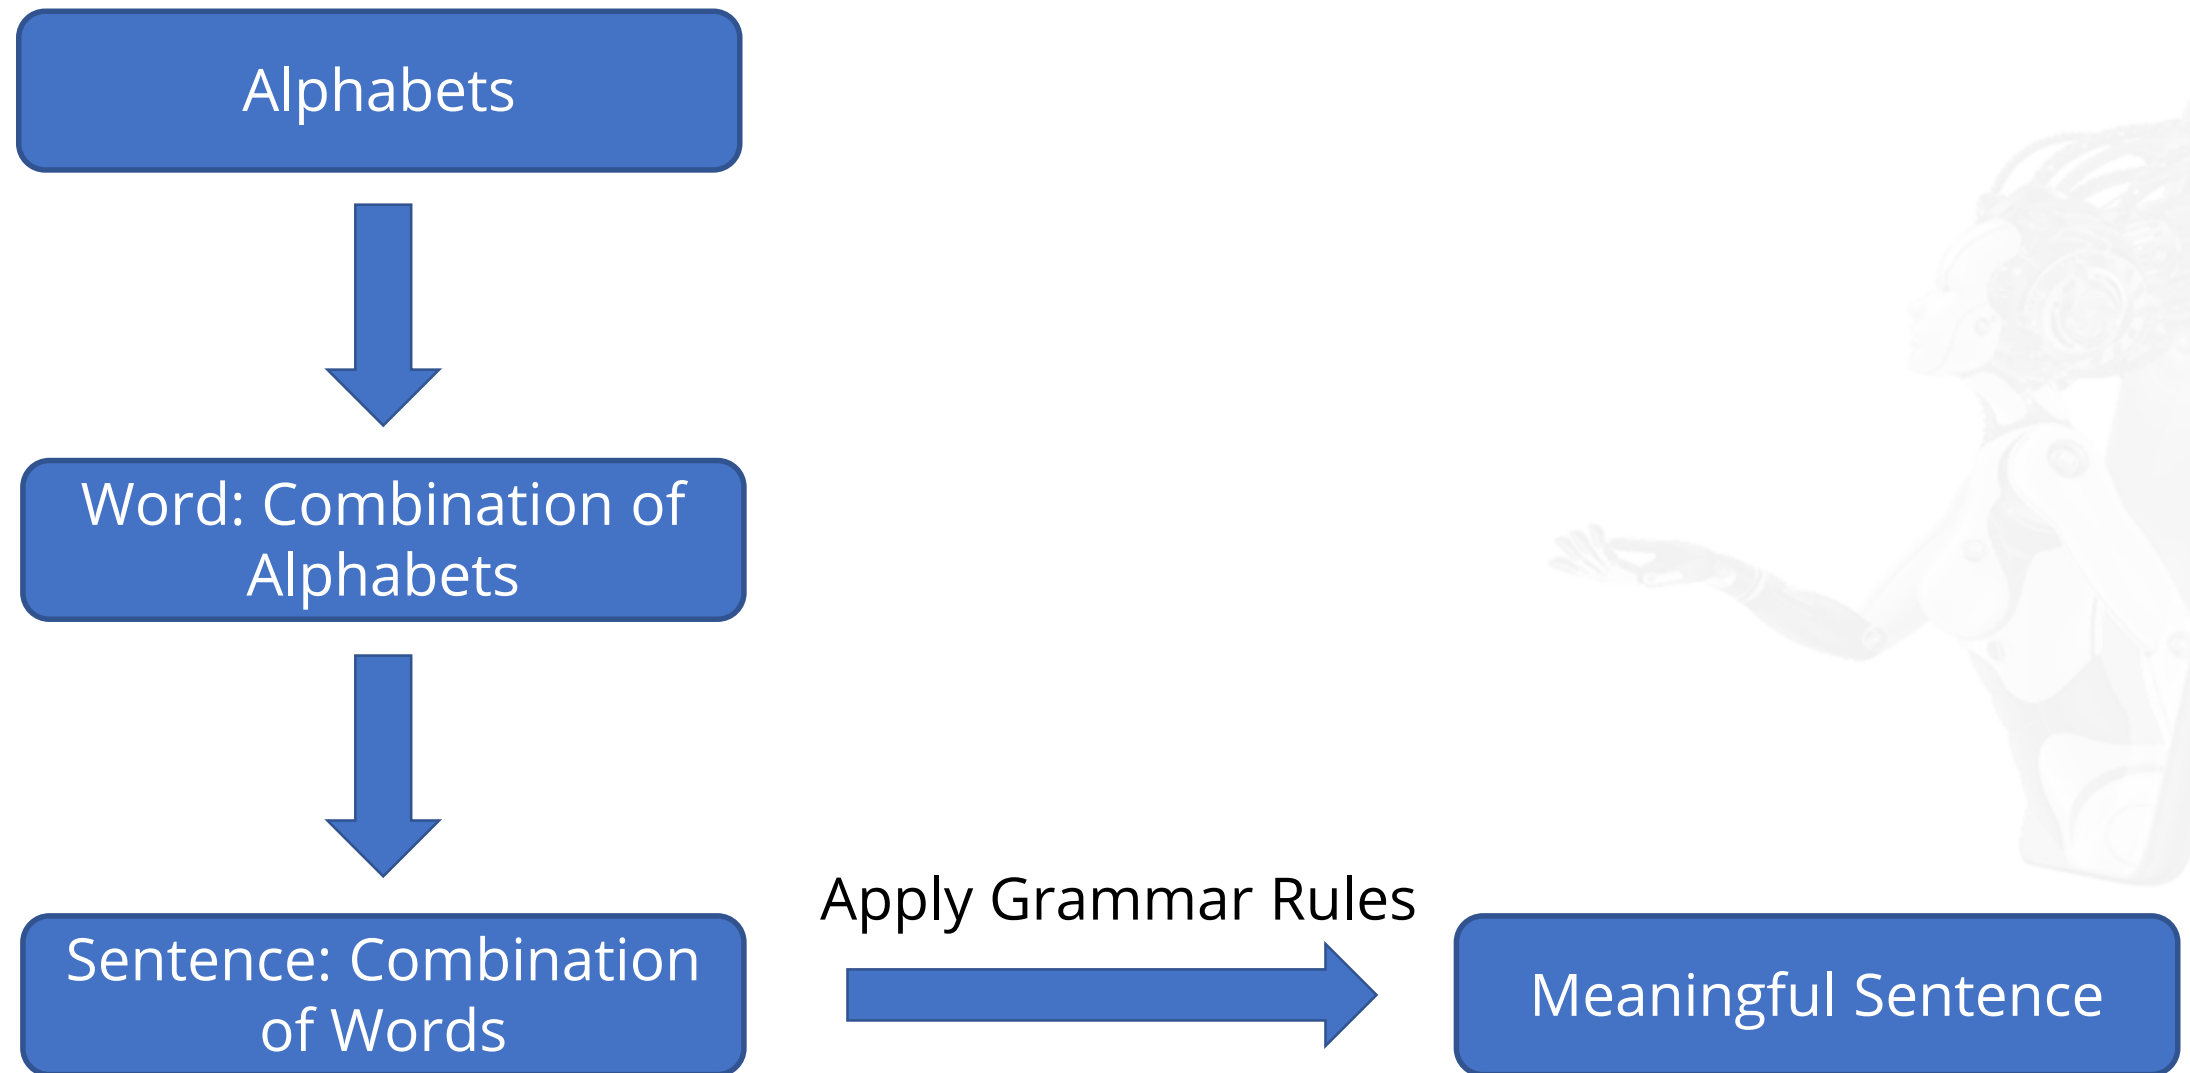 Alphabets
Word: Combination of
Alphabets
Sentence: Combination
of Words
Apply Grammar Rules
Meaningful Sentence